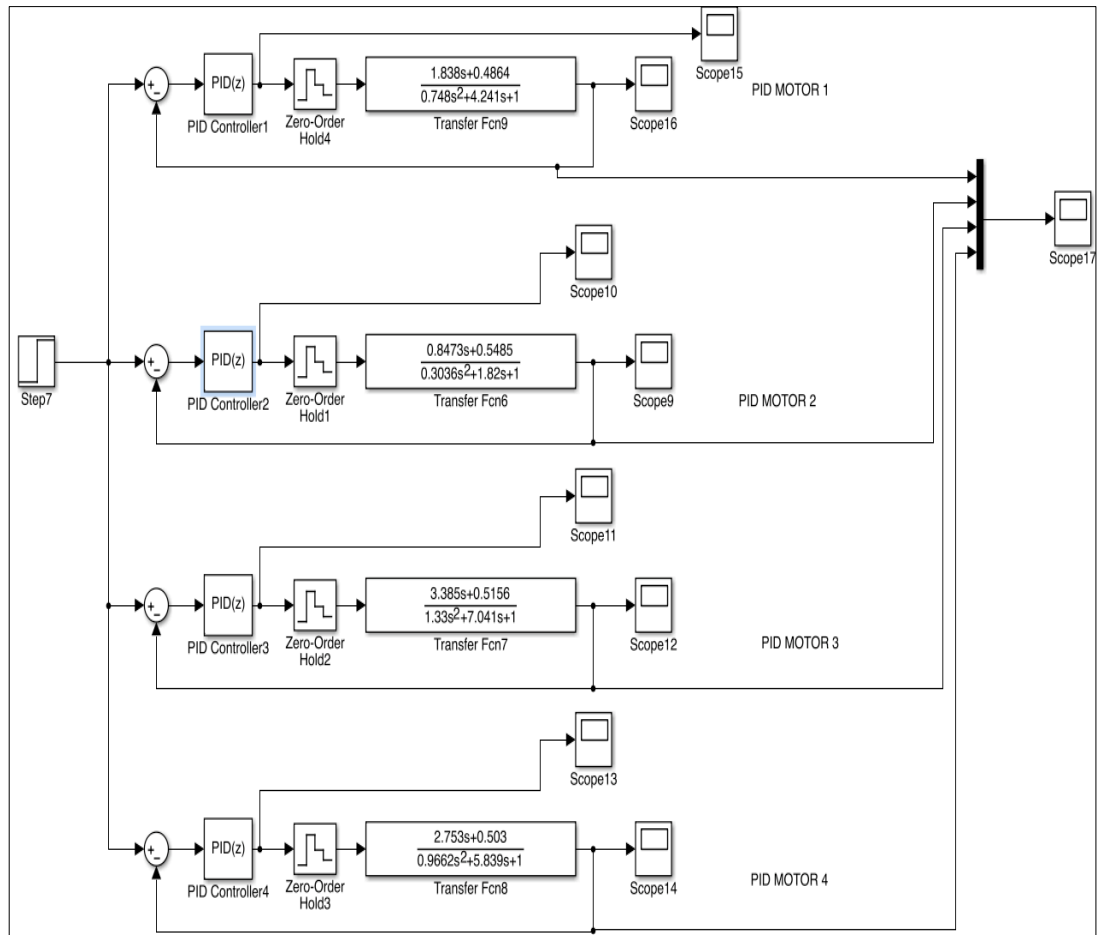 Scope15
PID MOTOR 1
+
−
PID(z)
PID Controller1
Zero-Order
Hold4
1.838s+0.4864
0.748s2+4.241s+1
Transfer Fcn9
Scope16
Scope17
Scope10
Step7
+
−
PID(z)
PID Controller2
Zero-Order
Hold1
0.8473s+0.5485
0.3036s2+1.82s+1
Transfer Fcn6
Scope9
PID MOTOR 2
Scope11
+
−
PID(z)
PID Controller3
Zero-Order
Hold2
3.385s+0.5156
1.33s2+7.041s+1
Transfer Fcn7
Scope12
PID MOTOR 3
Scope13
+
−
PID(z)
PID Controller4
Zero-Order
Hold3
2.753s+0.503
0.9662s2+5.839s+1
Transfer Fcn8
Scope14
PID MOTOR 4